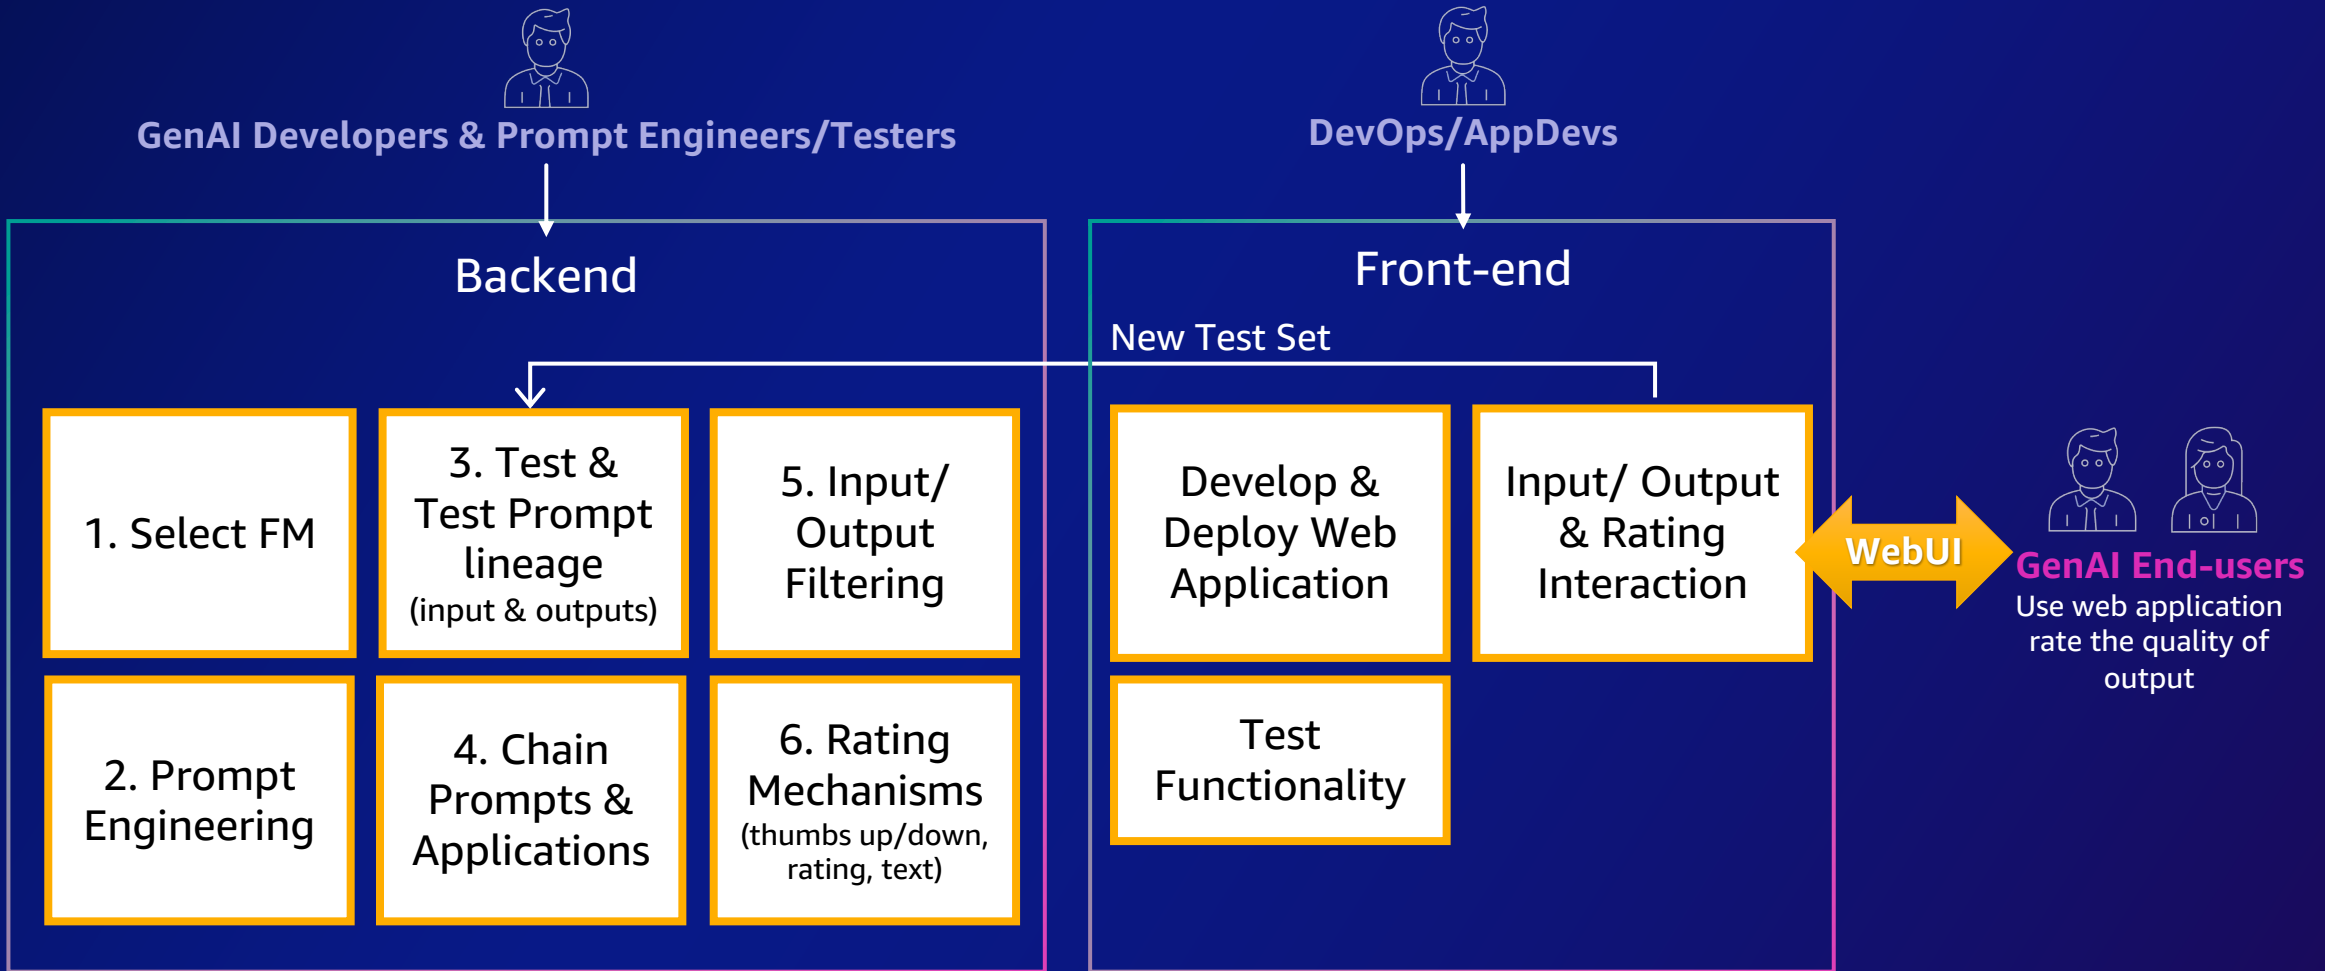 GenAI Developers & Prompt Engineers/Testers
DevOps/AppDevs
Backend
Front-end
New Test Set
1. Select FM
3. Test &
Test Prompt
lineage
(input & outputs)
5. Input/
Output
Filtering
2. Prompt
Engineering
4. Chain
Prompts &
Applications
6. Rating
Mechanisms
(thumbs up/down,
rating, text)
Develop &
Deploy Web
Application
Input/ Output
& Rating
Interaction
Test
Functionality
WebUI
GenAI End-users
Use web application
rate the quality of
output